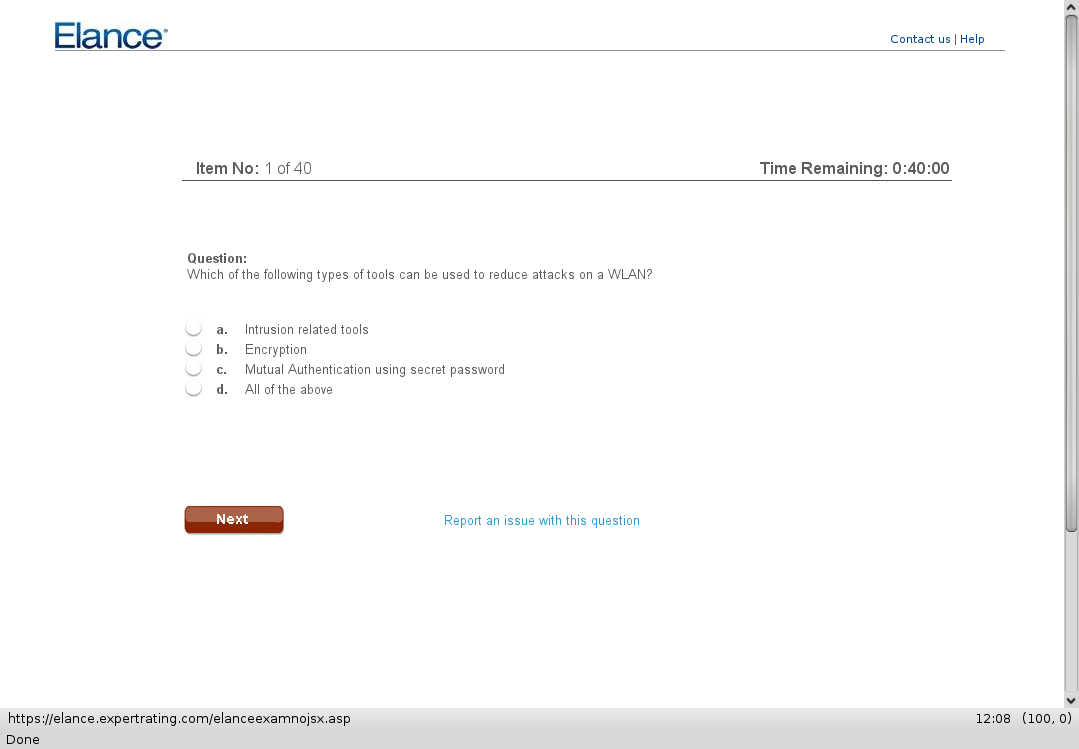 Elance
Contact us | Help
Item No: 1 of 40
Time Remaining: 0:40:00
Question:
Which of the following types of tools can be used to reduce attacks on a WLAN?
a. Intrusion related tools
b. Encryption
c. Mutual Authentication using secret password
d. All of the above
Next
Report an issue with this question
https://elance.expertrating.com/elanceexamnojsx.asp
12:08 (100, 0)
Done